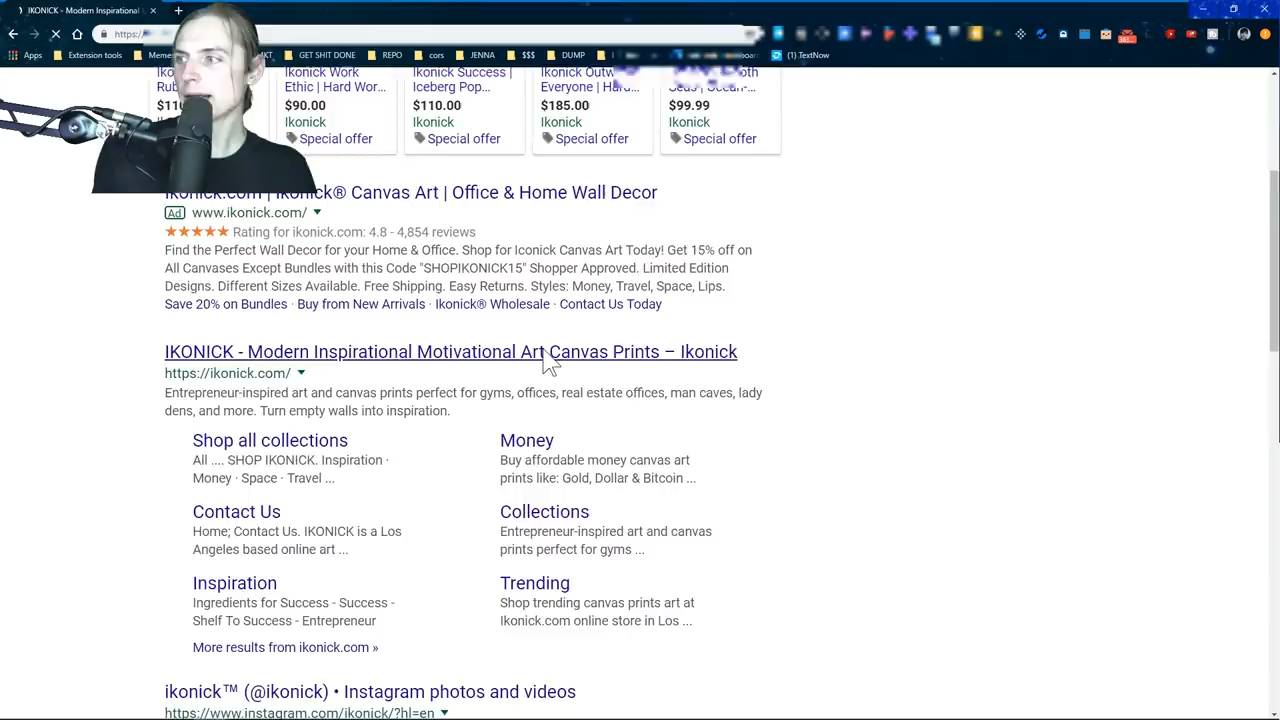 IKONICK - Modern Inspirational
https://
Apps Extension tools Meme MKT GET SHIT DONE REPO cors JENNA $$$ DUMP (1) TextNow
Ikonick Work Ikonick Success | Ikonick Outw
Ethic | Hard Wor... Iceberg Pop... Everyone | Hard...
$90.00 $110.00 $185.00 $99.99
Ikonick Ikonick Ikonick Ikonick
Special offer Special offer Special offer Special offer
Ikonick.com | Ikonick® Canvas Art | Office & Home Wall Decor
Ad www.ikonick.com/
Rating for ikonick.com: 4.8 - 4,854 reviews
Find the Perfect Wall Decor for your Home & Office. Shop for Iconick Canvas Art Today! Get 15% off on
All Canvases Except Bundles with this Code "SHOPIKONICK15" Shopper Approved. Limited Edition
Designs. Different Sizes Available. Free Shipping. Easy Returns. Styles: Money, Travel, Space, Lips.
Save 20% on Bundles · Buy from New Arrivals · Ikonick® Wholesale · Contact Us Today
IKONICK - Modern Inspirational Motivational Art Canvas Prints – Ikonick
https://ikonick.com/
Entrepreneur-inspired art and canvas prints perfect for gyms, offices, real estate offices, man caves, lady
dens, and more. Turn empty walls into inspiration.
Shop all collections
All .... SHOP IKONICK. Inspiration ·
Money · Space · Travel ...
Money
Buy affordable money canvas art
prints like: Gold, Dollar & Bitcoin ...
Contact Us
Home; Contact Us. IKONICK is a Los
Angeles based online art ...
Collections
Entrepreneur-inspired art and canvas
prints perfect for gyms ...
Inspiration
Ingredients for Success - Success -
Shelf To Success - Entrepreneur
Trending
Shop trending canvas prints art at
Ikonick.com online store in Los ...
More results from ikonick.com »
ikonick™ (@ikonick) • Instagram photos and videos
https://www.instagram.com/ikonick/?hl=en